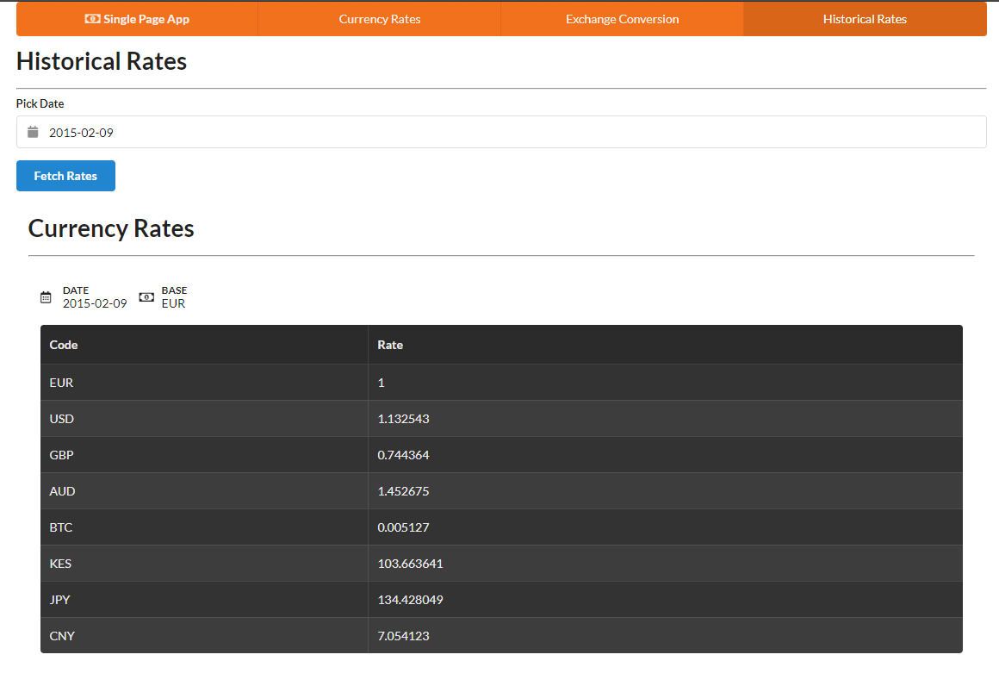 Single Page App Currency Rates Exchange Conversion Historical Rates
Historical Rates
Pick Date
2015-02-09
Fetch Rates
Currency Rates
DATE BASE
2015-02-09 EUR
Code Rate
EUR 1
USD 1.132543
GBP 0.744364
AUD 1.452675
BTC 0.005127
KES 103.663641
JPY 134.428049
CNY 7.054123